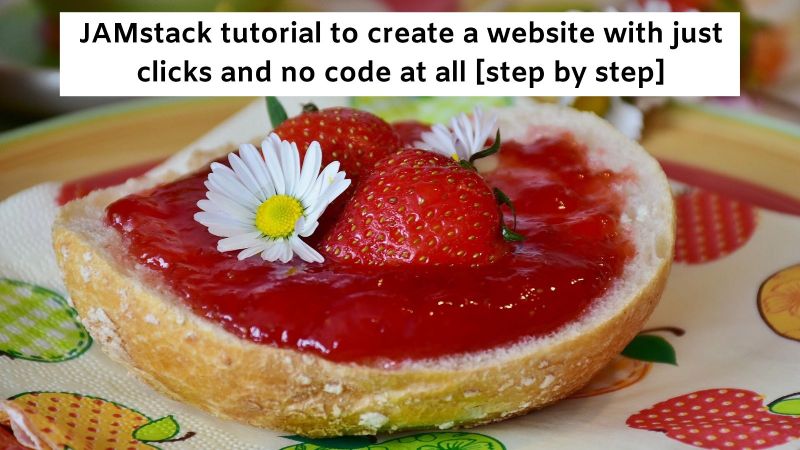 JAMstack tutorial to create a website with just
clicks and no code at all [step by step]